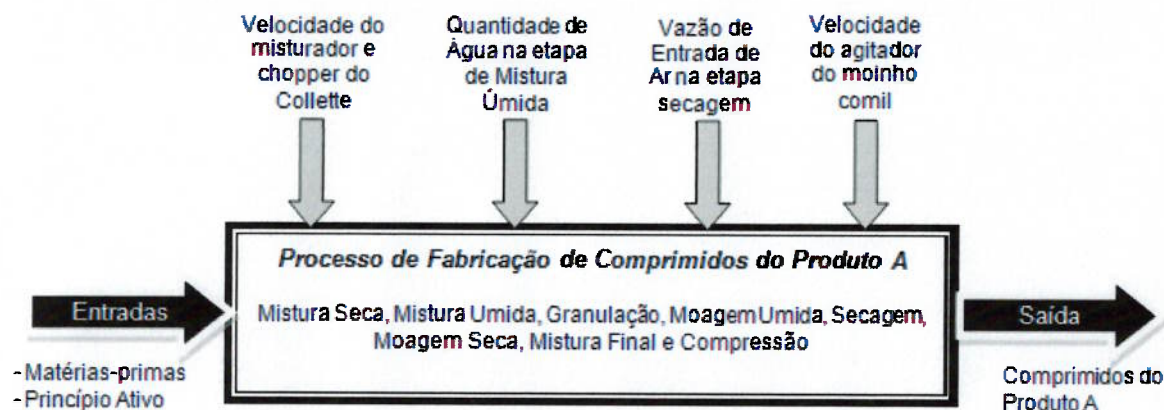 Velocidade do
misturador e
chopper do
Collette
Quantidade de
Água na etapa
de Mistura
Úmida
Vazão de
Entrada de
Ar na etapa
secagem
Velocidade
do agitador
do moinho
comil
Processo de Fabricação de Comprimidos do Produto A
Mistura Seca, Mistura Umida, Granulação, Moagem Umida, Secagem,
Moagem Seca, Mistura Final e Compressão
Entradas
-Matérias-primas
-Princípio Ativo
Saída
Comprimidos do
Produto A